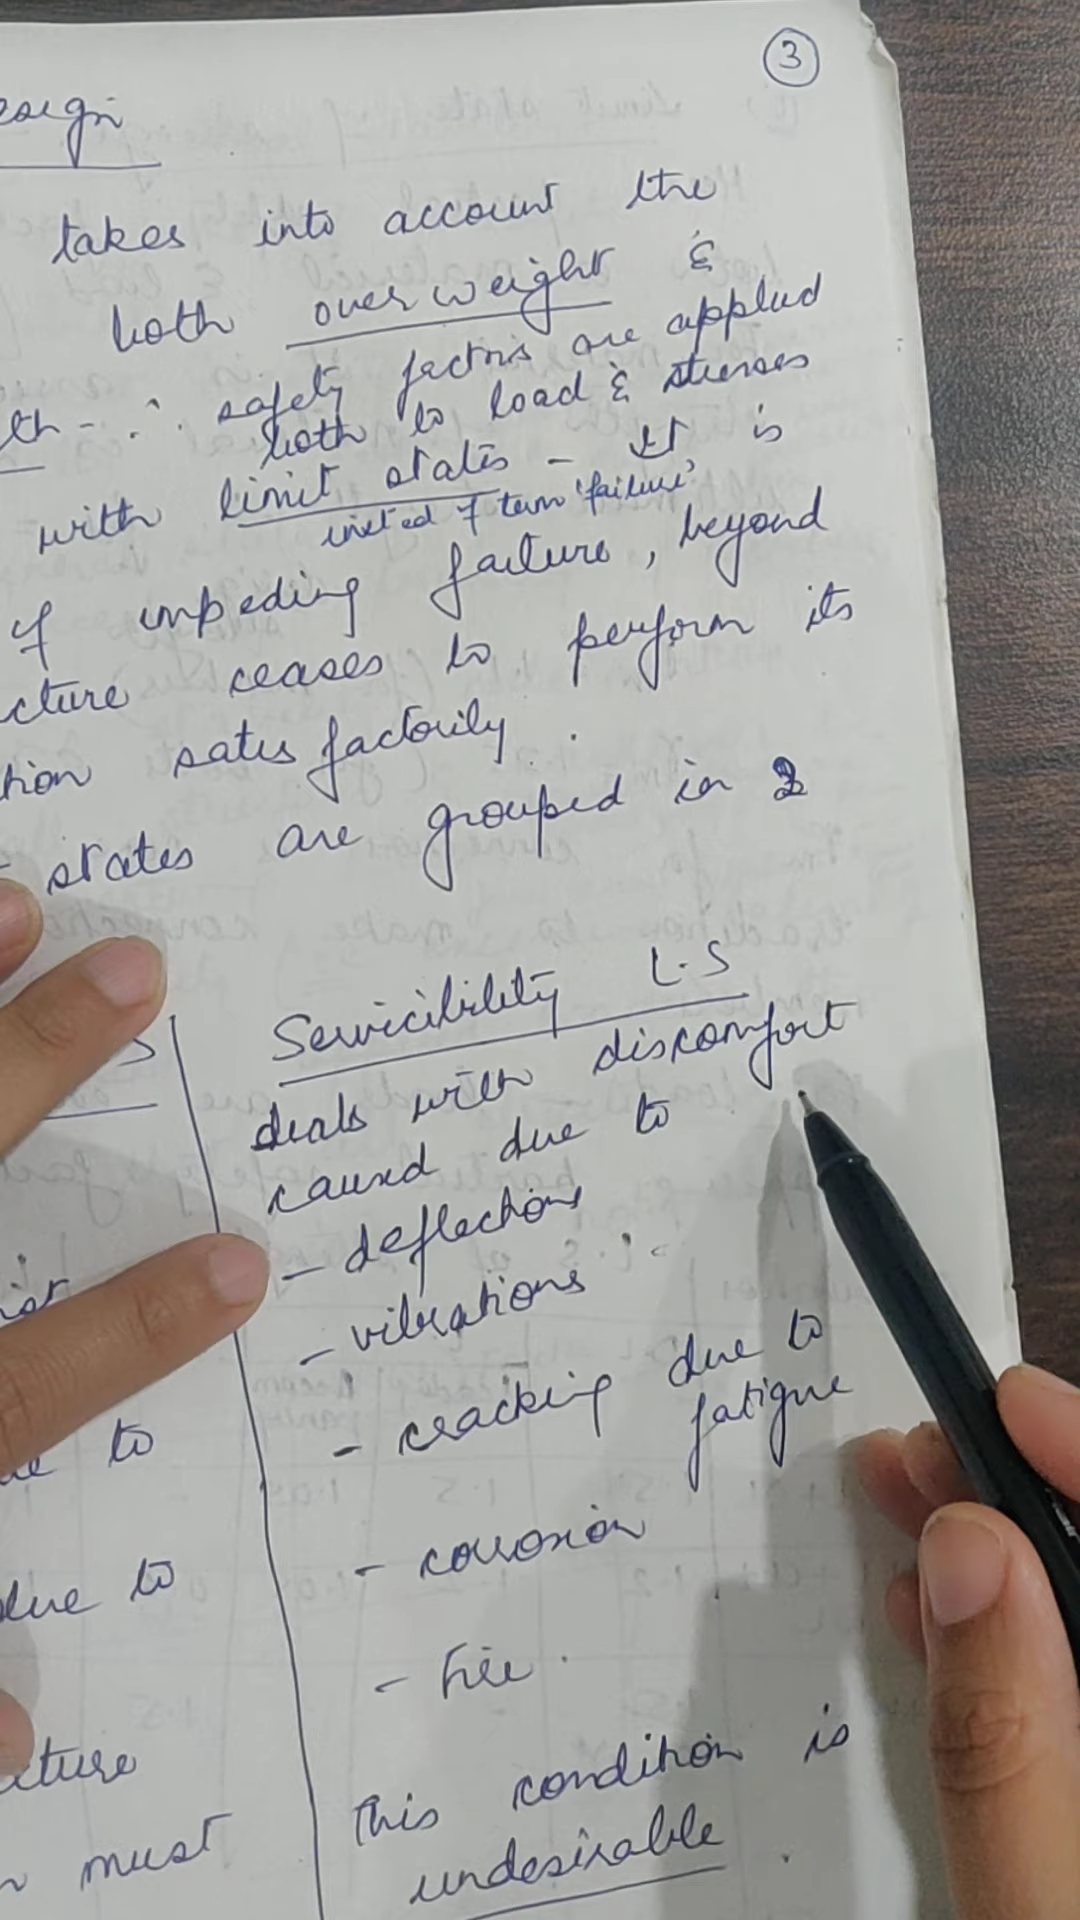 3
esign
takes into account the
both overweight &
th - ∴ safety factors are applied
both to load & stresses
with limit states - It is
insted of term 'failure'
of impeding failure, beyond
cture ceases to perform its
tion satisfactorily.
states are grouped in 2
S
Servicibility L.S
deals with discomfort
caused due to
- deflections
- vibrations
- cracking due to
fatigue
to
- corrosion
due to
- fire.
cture
This condition is
must
undesirable.